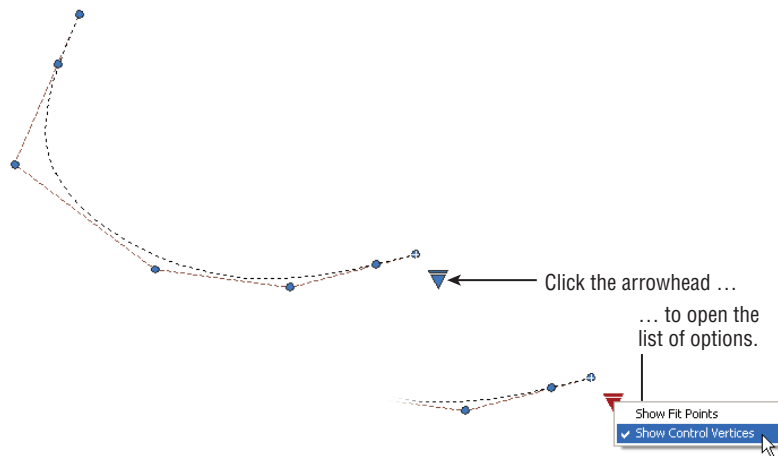 Click the arrowhead …
… to open the
list of options.
Show Fit Points
✓ Show Control Vertices